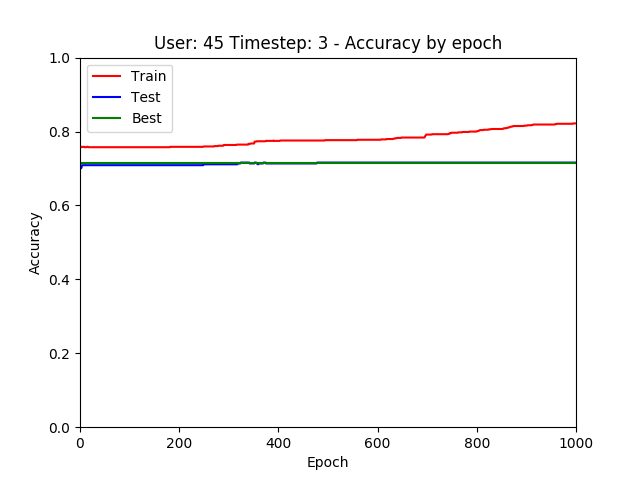 User: 45 Timestep: 3 - Accuracy by epoch
1.0
0.8
0.6
0.4
0.2
0.0
Accuracy
Train
Test
Best
0 200 400 600 800 1000
Epoch